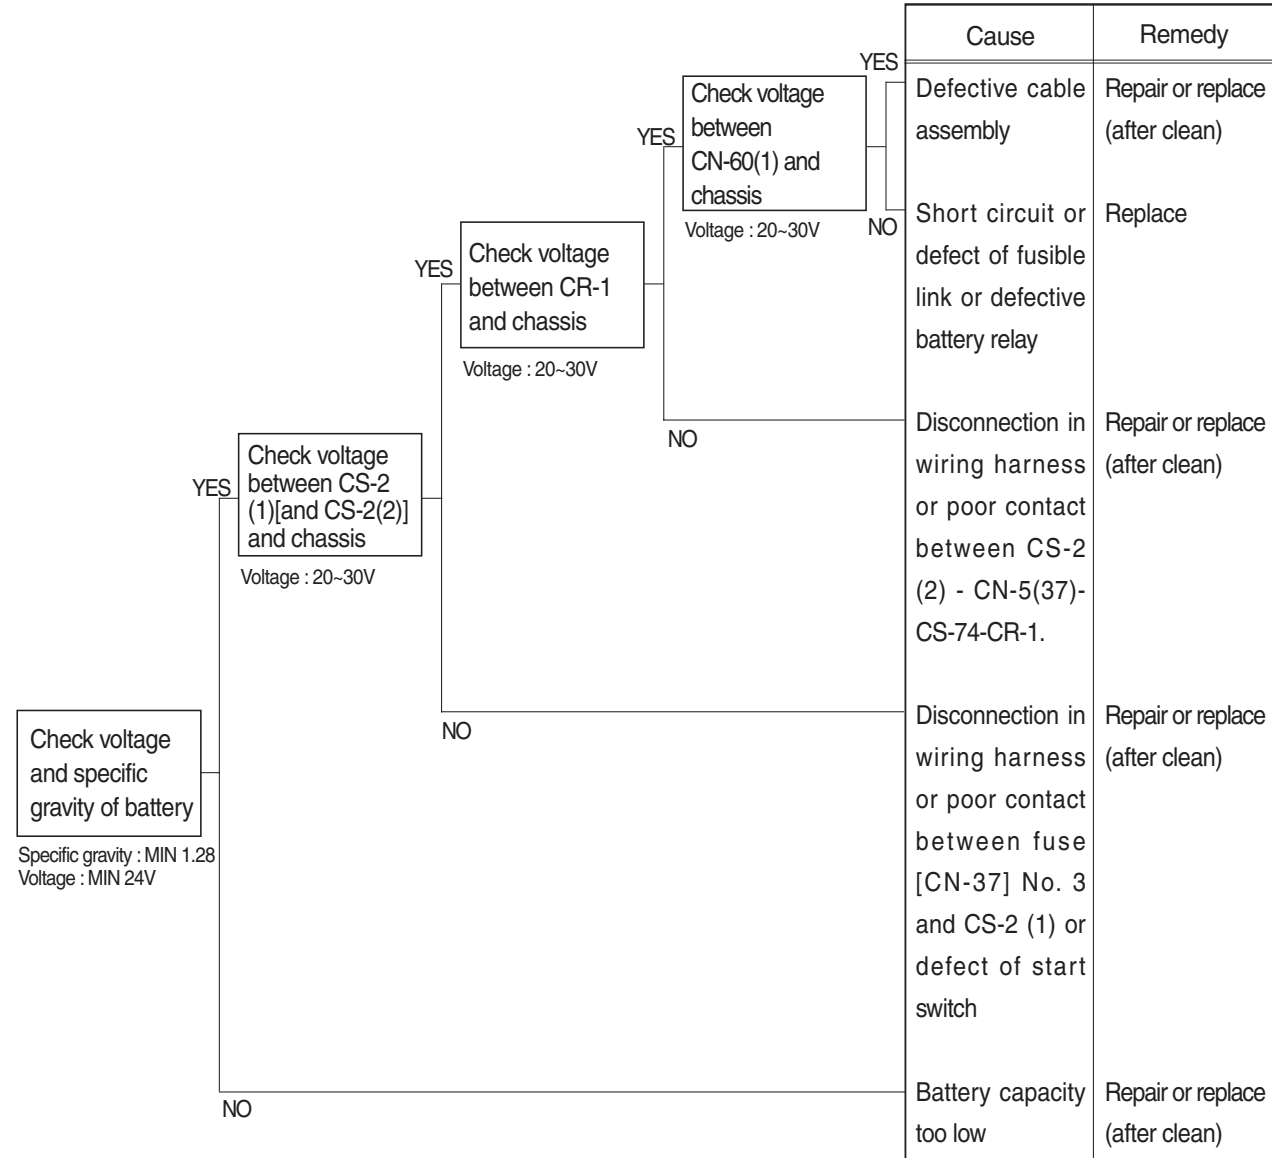 Cause
Remedy
YES
Defective cable
assembly
Repair or replace
(after clean)
Check voltage
between
CN-60(1) and
chassis
YES
Voltage : 20~30V
NO
Short circuit or
defect of fusible
link or defective
battery relay
Replace
YES
Check voltage
between CR-1
and chassis
Voltage : 20~30V
NO
Disconnection in
wiring harness
or poor contact
between CS-2
(2) - CN-5(37)-
CS-74-CR-1.
Repair or replace
(after clean)
YES
Check voltage
between CS-2
(1)[and CS-2(2)]
and chassis
Voltage : 20~30V
NO
Disconnection in
wiring harness
or poor contact
between fuse
[CN-37] No. 3
and CS-2 (1) or
defect of start
switch
Repair or replace
(after clean)
Check voltage
and specific
gravity of battery
Specific gravity : MIN 1.28
Voltage : MIN 24V
NO
Battery capacity
too low
Repair or replace
(after clean)